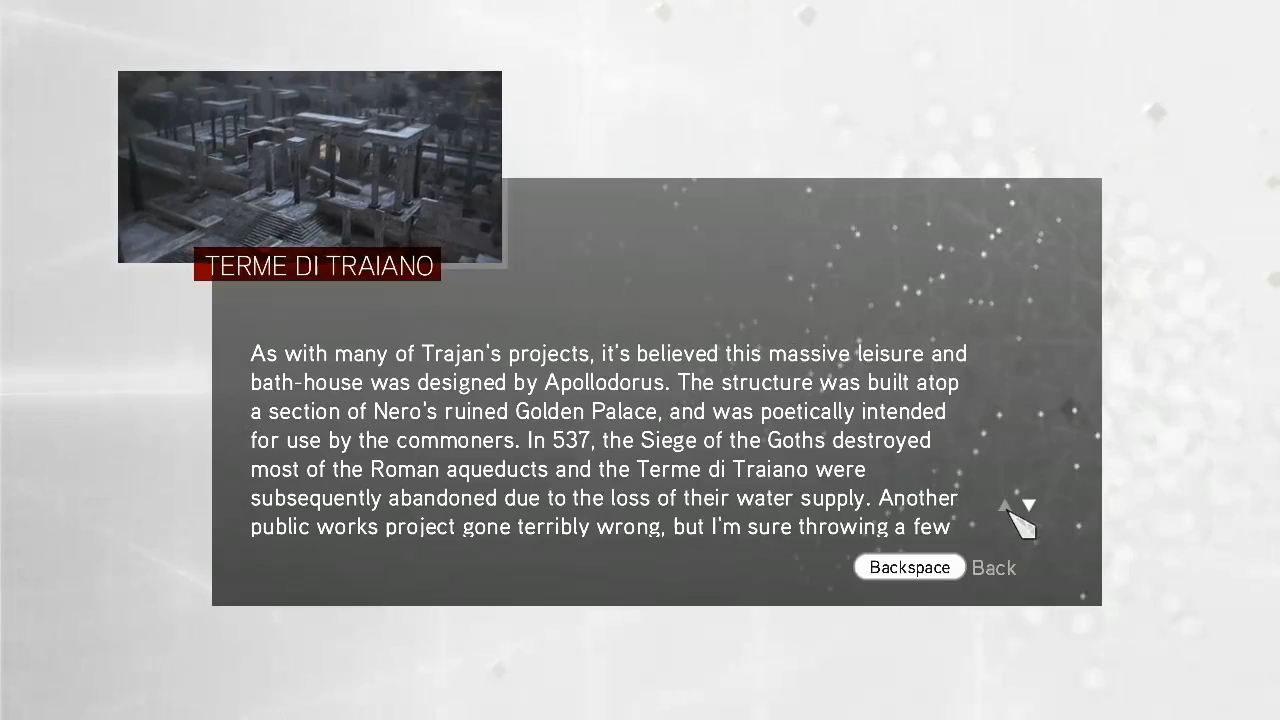 TERME DI TRAIANO
As with many of Trajan's projects, it's believed this massive leisure and
bath-house was designed by Apollodorus. The structure was built atop
a section of Nero's ruined Golden Palace, and was poetically intended
for use by the commoners. In 537, the Siege of the Goths destroyed
most of the Roman aqueducts and the Terme di Traiano were
subsequently abandoned due to the loss of their water supply. Another
public works project gone terribly wrong, but I'm sure throwing a few
Backspace Back